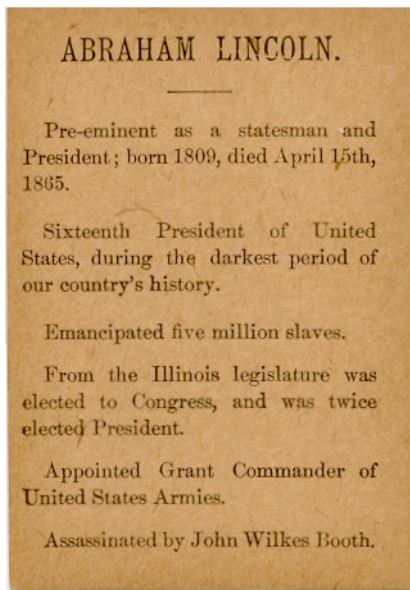 ABRAHAM LINCOLN.
Pre-eminent as a statesman and
President; born 1809, died April 15th,
1865.
Sixteenth President of United
States, during the darkest period of
our country's history.
Emancipated five million slaves.
From the Illinois legislature was
elected to Congress, and was twice
elected President.
Appointed Grant Commander of
United States Armies.
Assassinated by John Wilkes Booth.